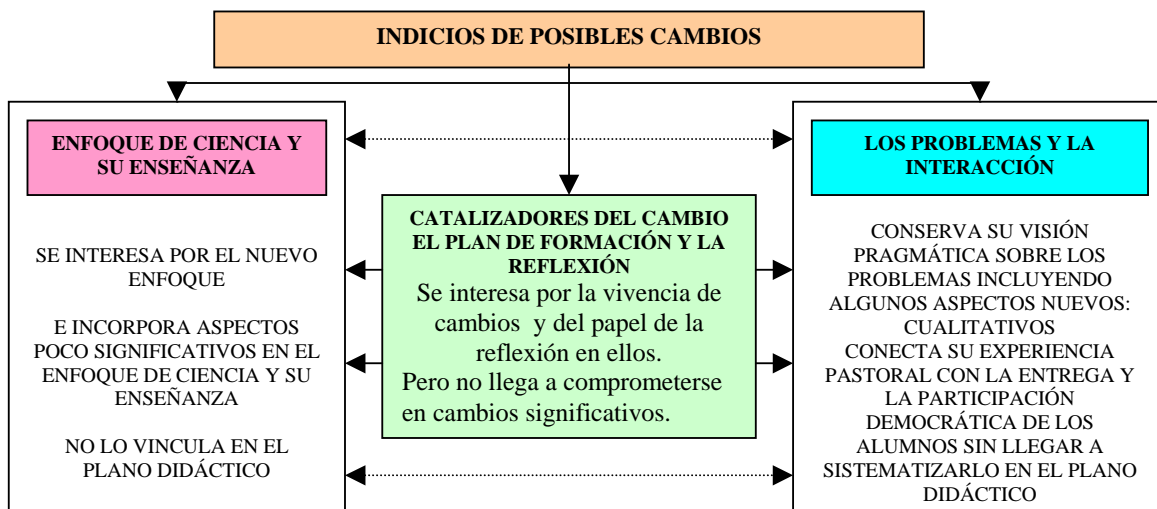 INDICIOS DE POSIBLES CAMBIOS
ENFOQUE DE CIENCIA Y
SU ENSEÑANZA
SE INTERESA POR EL NUEVO
ENFOQUE
E INCORPORA ASPECTOS
POCO SIGNIFICATIVOS EN EL
ENFOQUE DE CIENCIA Y SU
ENSEÑANZA
NO LO VINCULA EN EL
PLANO DIDÁCTICO
CATALIZADORES DEL CAMBIO
EL PLAN DE FORMACIÓN Y LA
REFLEXIÓN
Se interesa por la vivencia de
cambios y del papel de la
reflexión en ellos.
Pero no llega a comprometerse
en cambios significativos.
LOS PROBLEMAS Y LA
INTERACCIÓN
CONSERVA SU VISIÓN
PRAGMÁTICA SOBRE LOS
PROBLEMAS INCLUYENDO
ALGUNOS ASPECTOS NUEVOS:
CUALITATIVOS
CONECTA SU EXPERIENCIA
PASTORAL CON LA ENTREGA Y
LA PARTICIPACIÓN
DEMOCRÁTICA DE LOS
ALUMNOS SIN LLEGAR A
SISTEMATIZARLO EN EL PLANO
DIDÁCTICO